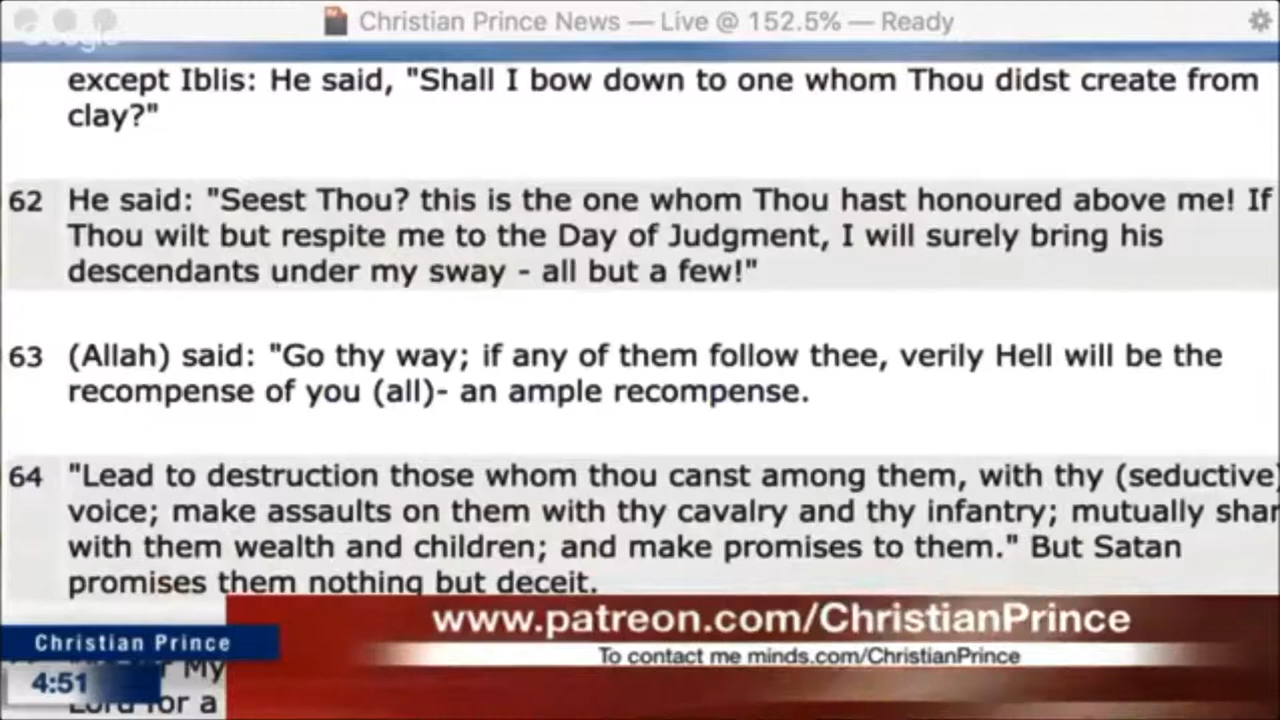 Christian Prince News — Live @ 152.5% — Ready
Google
except Iblis: He said, "Shall I bow down to one whom Thou didst create from
clay?"
62 He said: "Seest Thou? this is the one whom Thou hast honoured above me! If
Thou wilt but respite me to the Day of Judgment, I will surely bring his
descendants under my sway - all but a few!"
63 (Allah) said: "Go thy way; if any of them follow thee, verily Hell will be the
recompense of you (all)- an ample recompense.
64 "Lead to destruction those whom thou canst among them, with thy (seductive)
voice; make assaults on them with thy cavalry and thy infantry; mutually shar
with them wealth and children; and make promises to them." But Satan
promises them nothing but deceit.
www.patreon.com/ChristianPrince
Christian Prince
To contact me minds.com/ChristianPrince
My
4:51
Lord for a